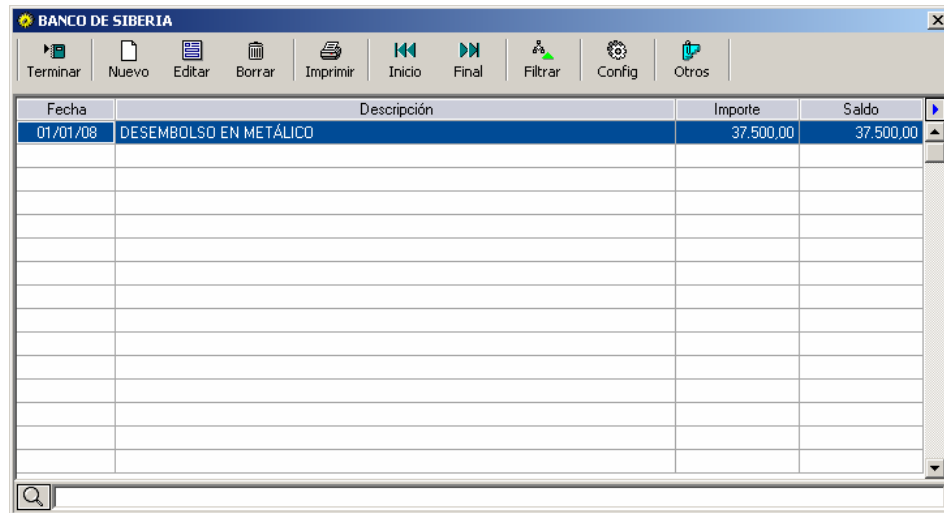 BANCO DE SIBERIA
Terminar Nuevo Editar Borrar Imprimir Inicio Final Filtrar Config Otros
Fecha Descripción Importe Saldo
01/01/08 DESEMBOLSO EN METÁLICO 37.500,00 37.500,00